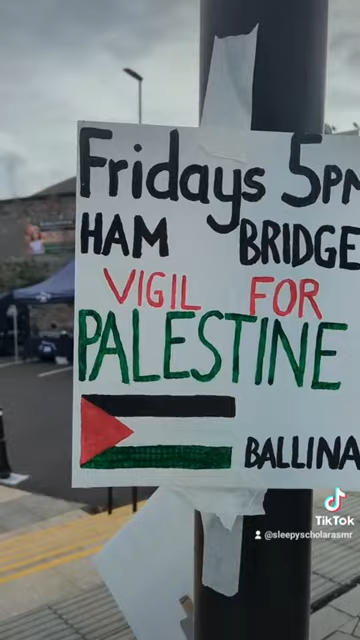 Fridays 5PM
HAM BRIDGE
VIGIL FOR
PALESTINE
BALLINA
TikTok
@sleepyscholarasmr